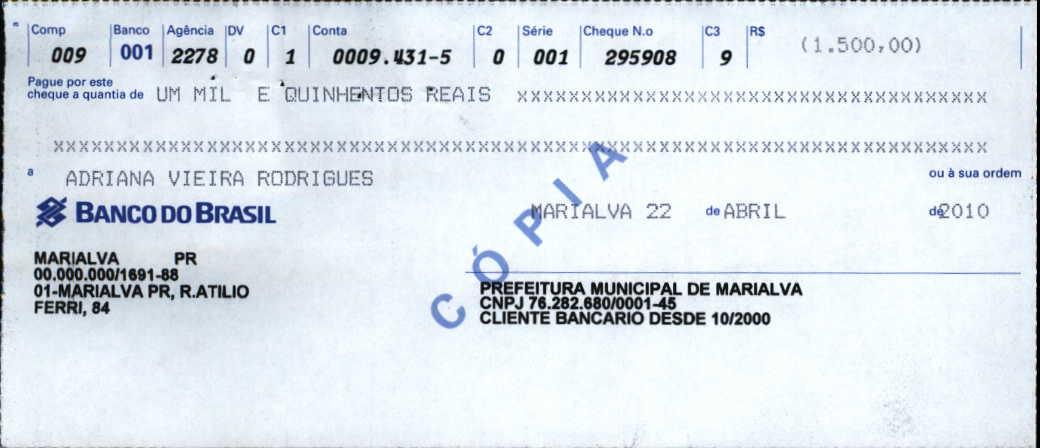 Comp Banco Agência DV C1 Conta C2 Série Cheque N.o C3 R$
009 001 2278 0 1 0009.431-5 0 001 295908 9 (1.500,00)
Pague por este
cheque a quantia de UM MIL E QUINHENTOS REAIS XXXXXXXXXXXXXXXXXXXXXXXXXXXXXXXXXXXXX
XXXXXXXXXXXXXXXXXXXXXXXXXXXXXXXXXXXXXXXXXXXXXXXXXXXXXXXXXXXXXXXXXXXXXXXXXX
a ADRIANA VIEIRA RODRIGUES ou à sua ordem
BANCO DO BRASIL MARIALVA 22 de ABRIL de 2010
CÓPIA
MARIALVA PR
00.000.000/1691-88
01-MARIALVA PR, R.ATILIO
FERRI, 84
PREFEITURA MUNICIPAL DE MARIALVA
CNPJ 76.282.680/0001-45
CLIENTE BANCARIO DESDE 10/2000